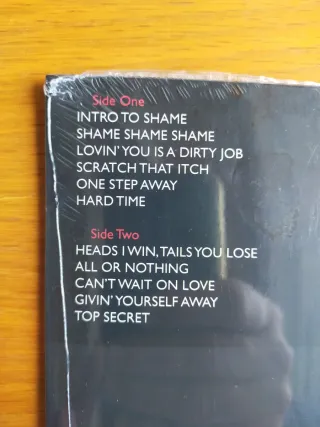 Side One
INTRO TO SHAME
SHAME SHAME SHAME
LOVIN' YOU IS A DIRTY JOB
SCRATCH THAT ITCH
ONE STEP AWAY
HARD TIME
Side Two
HEADS I WIN, TAILS YOU LOSE
ALL OR NOTHING
CAN'T WAIT ON LOVE
GIVIN' YOURSELF AWAY
TOP SECRET